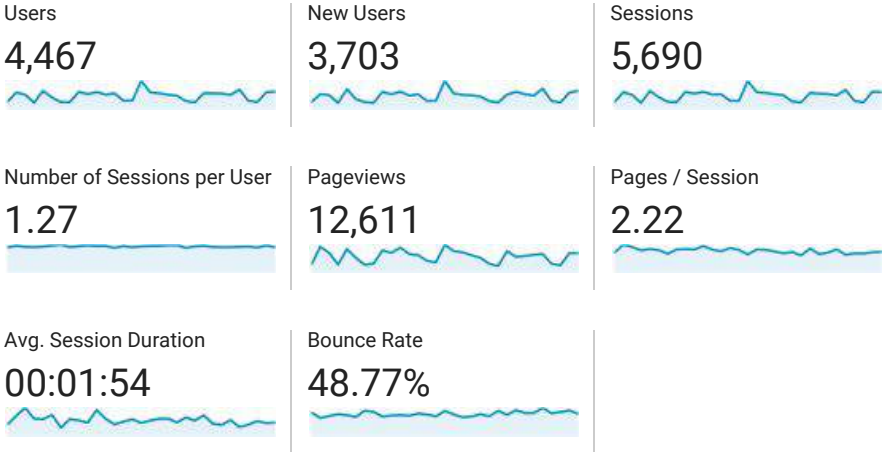 Users
4,467
New Users
3,703
Sessions
5,690
Number of Sessions per User
1.27
Pageviews
12,611
Pages / Session
2.22
Avg. Session Duration
00:01:54
Bounce Rate
48.77%